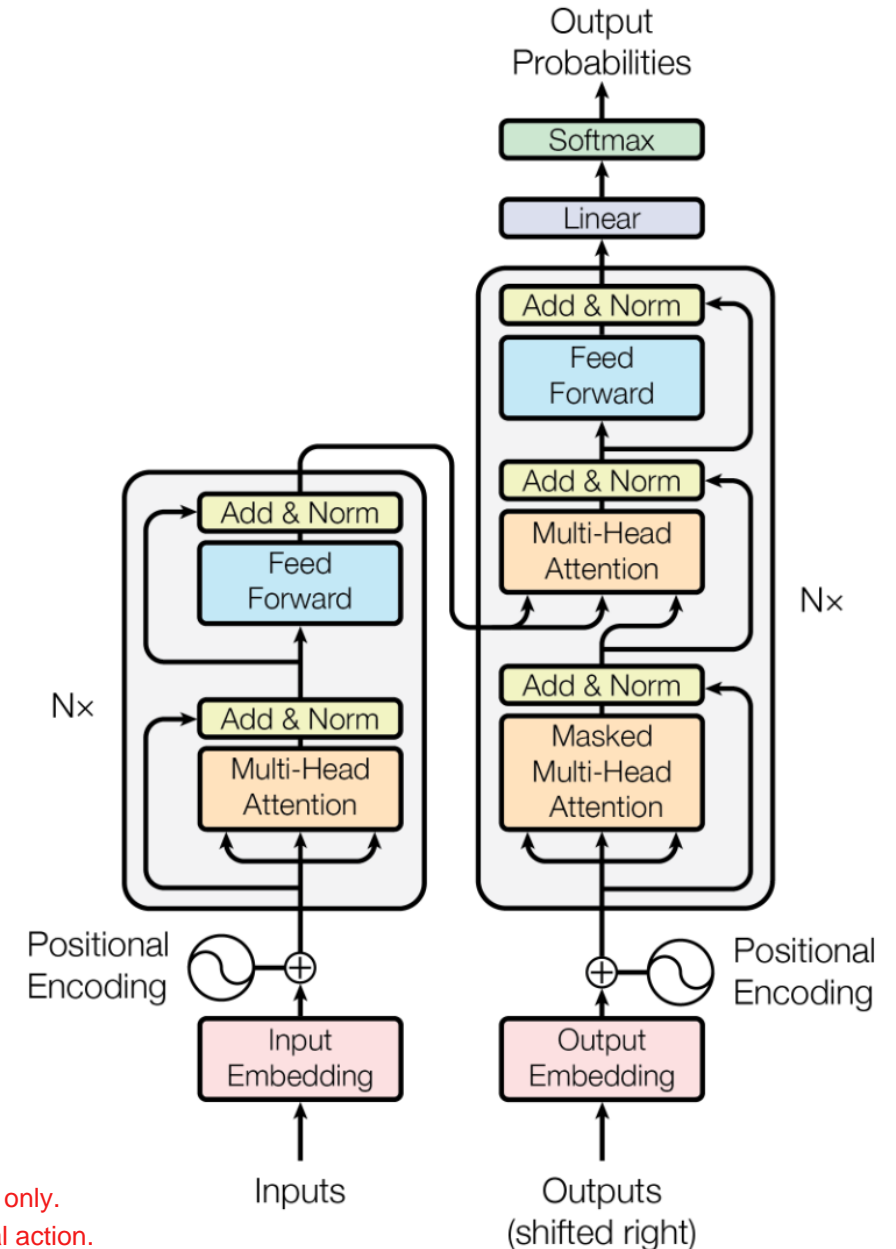 Output
Probabilities
Softmax
Linear
Add & Norm
Feed
Forward
Add & Norm
Multi-Head
Attention
Add & Norm
Masked
Multi-Head
Attention
Nx
Add & Norm
Feed
Forward
Add & Norm
Multi-Head
Attention
Nx
Positional
Encoding
Positional
Encoding
Input
Embedding
Output
Embedding
Inputs
Outputs
(shifted right)
only.
action.